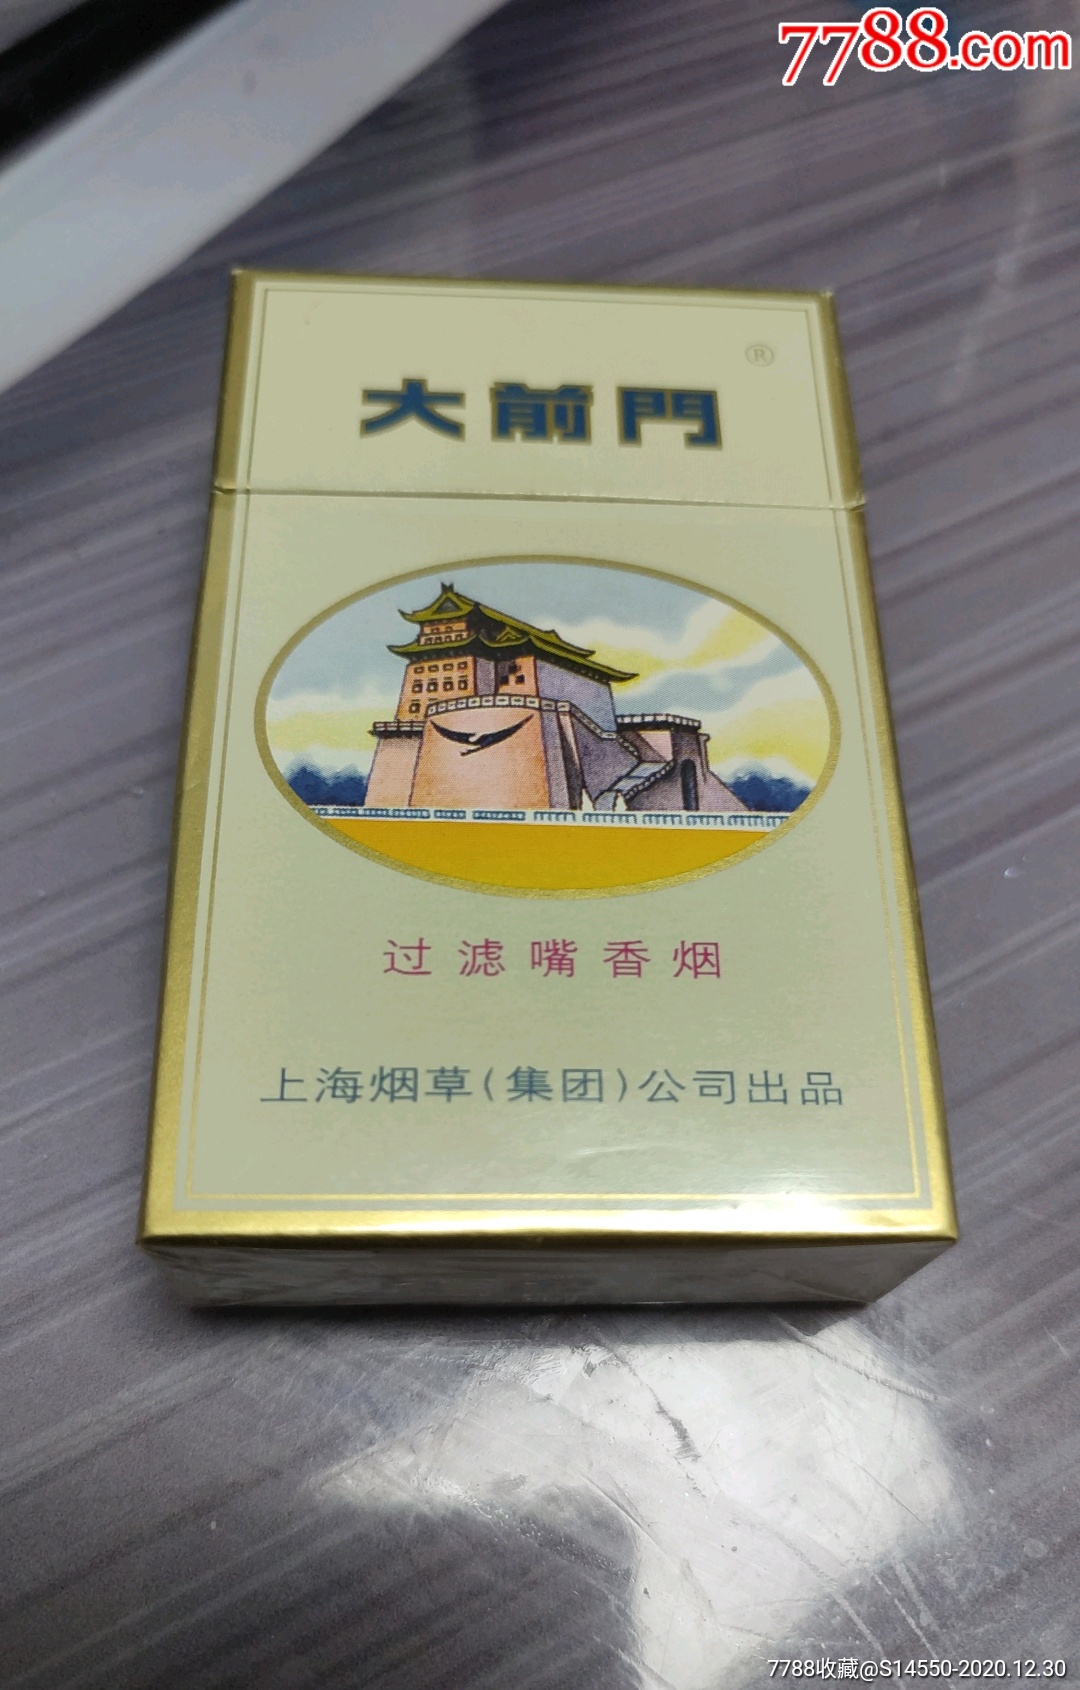 7788.com
®
大前門
过滤嘴香烟
上海烟草(集团)公司出品
7788收藏@S14550-2020.12.30